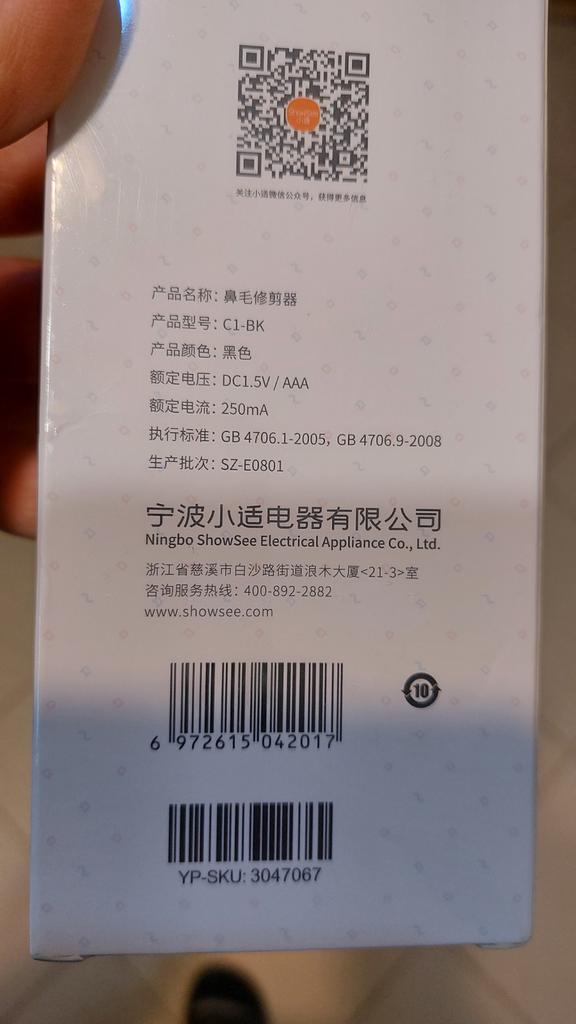 ShowSee
小适
关注小适微信公众号，获得更多信息
产品名称：鼻毛修剪器
产品型号：C1-BK
产品颜色：黑色
额定电压：DC1.5V / AAA
额定电流：250mA
执行标准：GB 4706.1-2005，GB 4706.9-2008
生产批次：SZ-E0801
宁波小适电器有限公司
Ningbo ShowSee Electrical Appliance Co., Ltd.
浙江省慈溪市白沙路街道浪木大厦<21-3>室
咨询服务热线：400-892-2882
www.showsee.com
10
6 972615 042017
YP-SKU: 3047067